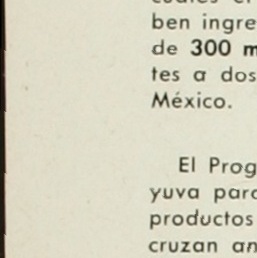 cuales el
ben ingre
de 300 m
tes a dos
México.
El Prog
yuva para
productos
cruzan an